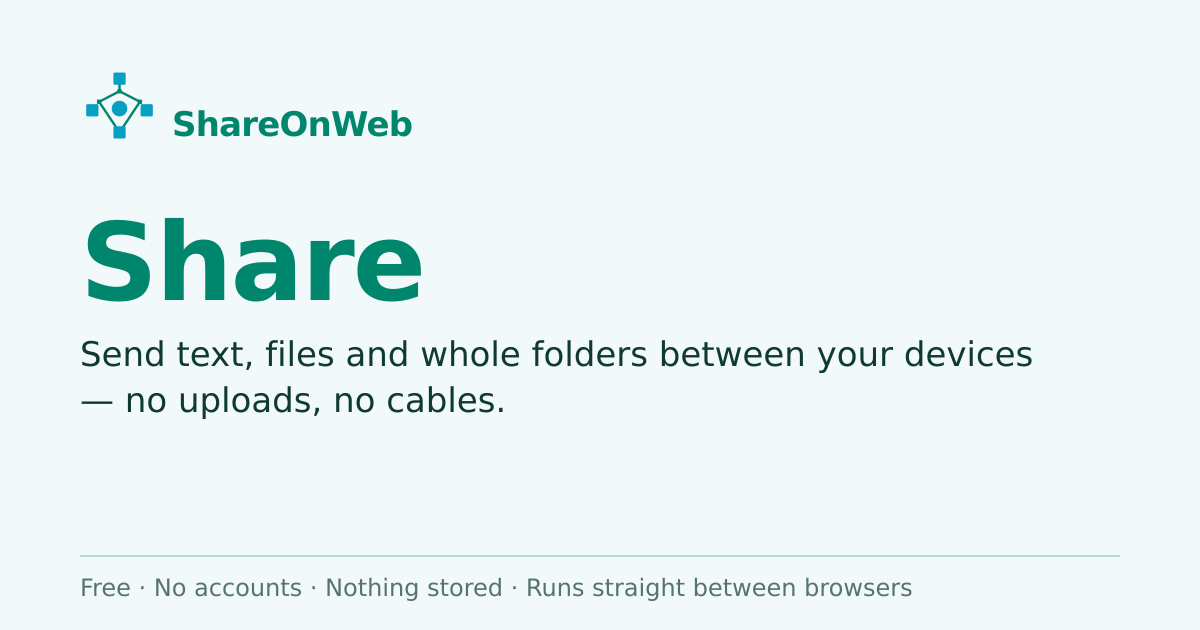 ShareOnWeb
Share
Send text, files and whole folders between your devices
— no uploads, no cables.
Free · No accounts · Nothing stored · Runs straight between browsers